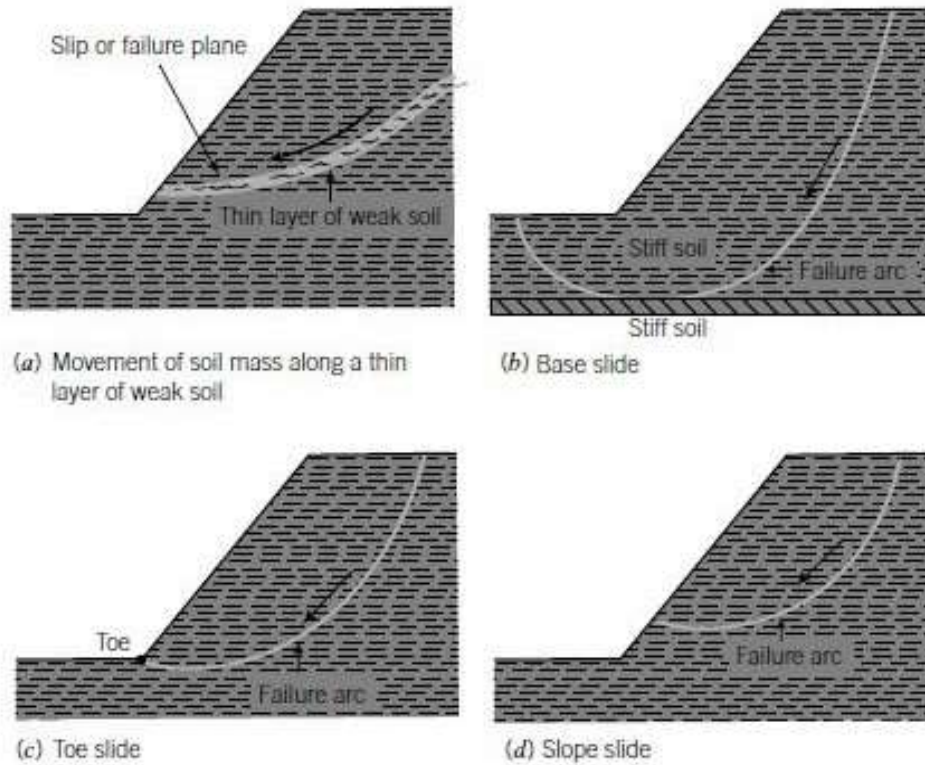 Slip or failure plane
Thin layer of weak soil
(a) Movement of soil mass along a thin
layer of weak soil
Stiff soil
Failure arc
Stiff soil
(b) Base slide
Toe
Failure arc
(c) Toe slide
Failure arc
(d) Slope slide